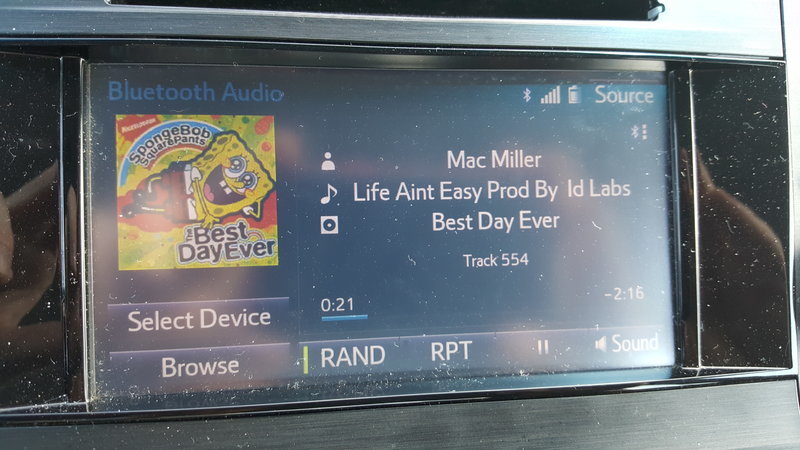 Bluetooth Audio
Source
NICKELODEON
SpongeBob
SquarePants
The Best
Day Ever
Mac Miller
Life Aint Easy Prod By Id Labs
Best Day Ever
Track 554
0:21
-2:16
Select Device
Browse
RAND
RPT
Sound